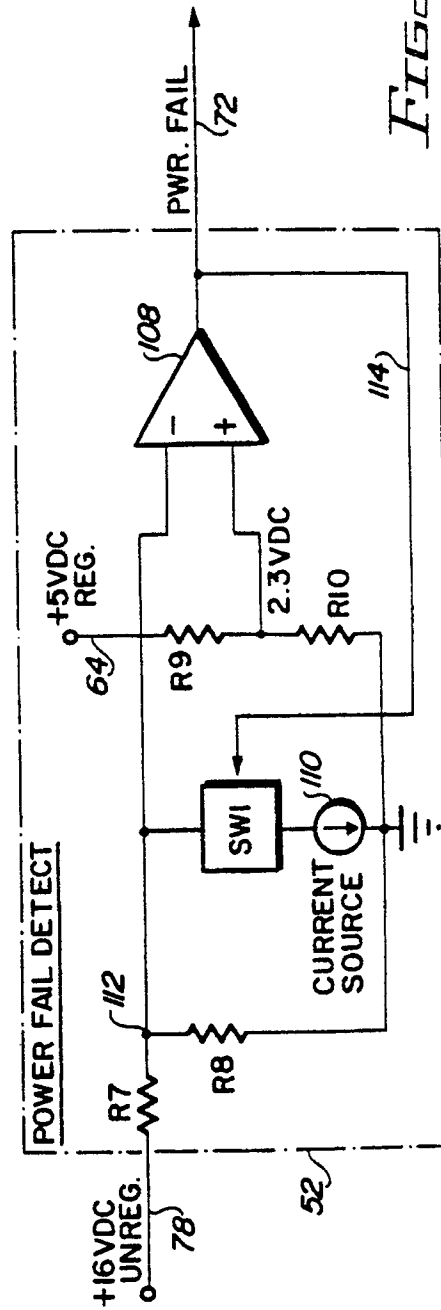 POWER FAIL DETECT
+16VDC
UNREG.
78
R7
112
R8
52
+5VDC
REG.
64
R9
2.3VDC
R10
SW1
110
CURRENT
SOURCE
-
+
108
114
PWR. FAIL
72